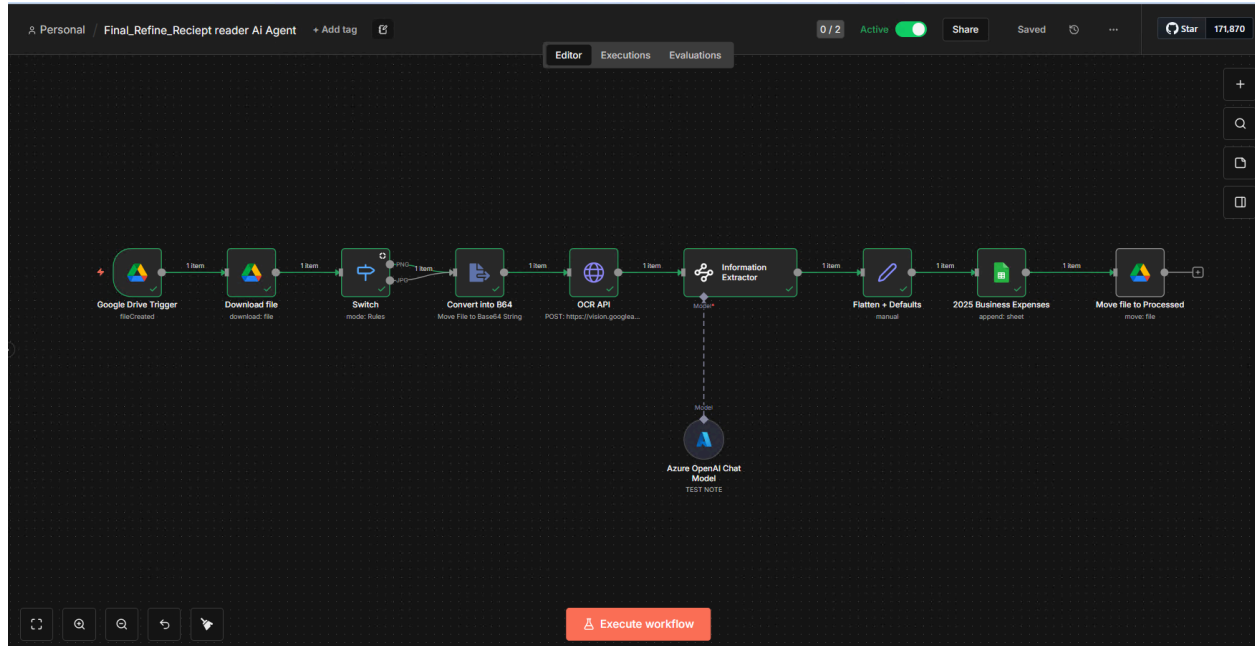 Personal / Final_Refine_Reciept reader Ai Agent + Add tag
0 / 2 Active Share Saved ... Star 171,870
Editor Executions Evaluations
1 item 1 item PNG 1 item 1 item 1 item 1 item 1 item 1 item
JPG
Information
Extractor
Model*
Google Drive Trigger
fileCreated
Download file
download: file
Switch
mode: Rules
Convert into B64
Move File to Base64 String
OCR API
POST: https://vision.googlea...
Flatten + Defaults
manual
2025 Business Expenses
append: sheet
Move file to Processed
move: file
Model
Azure OpenAI Chat
Model
TEST NOTE
Execute workflow